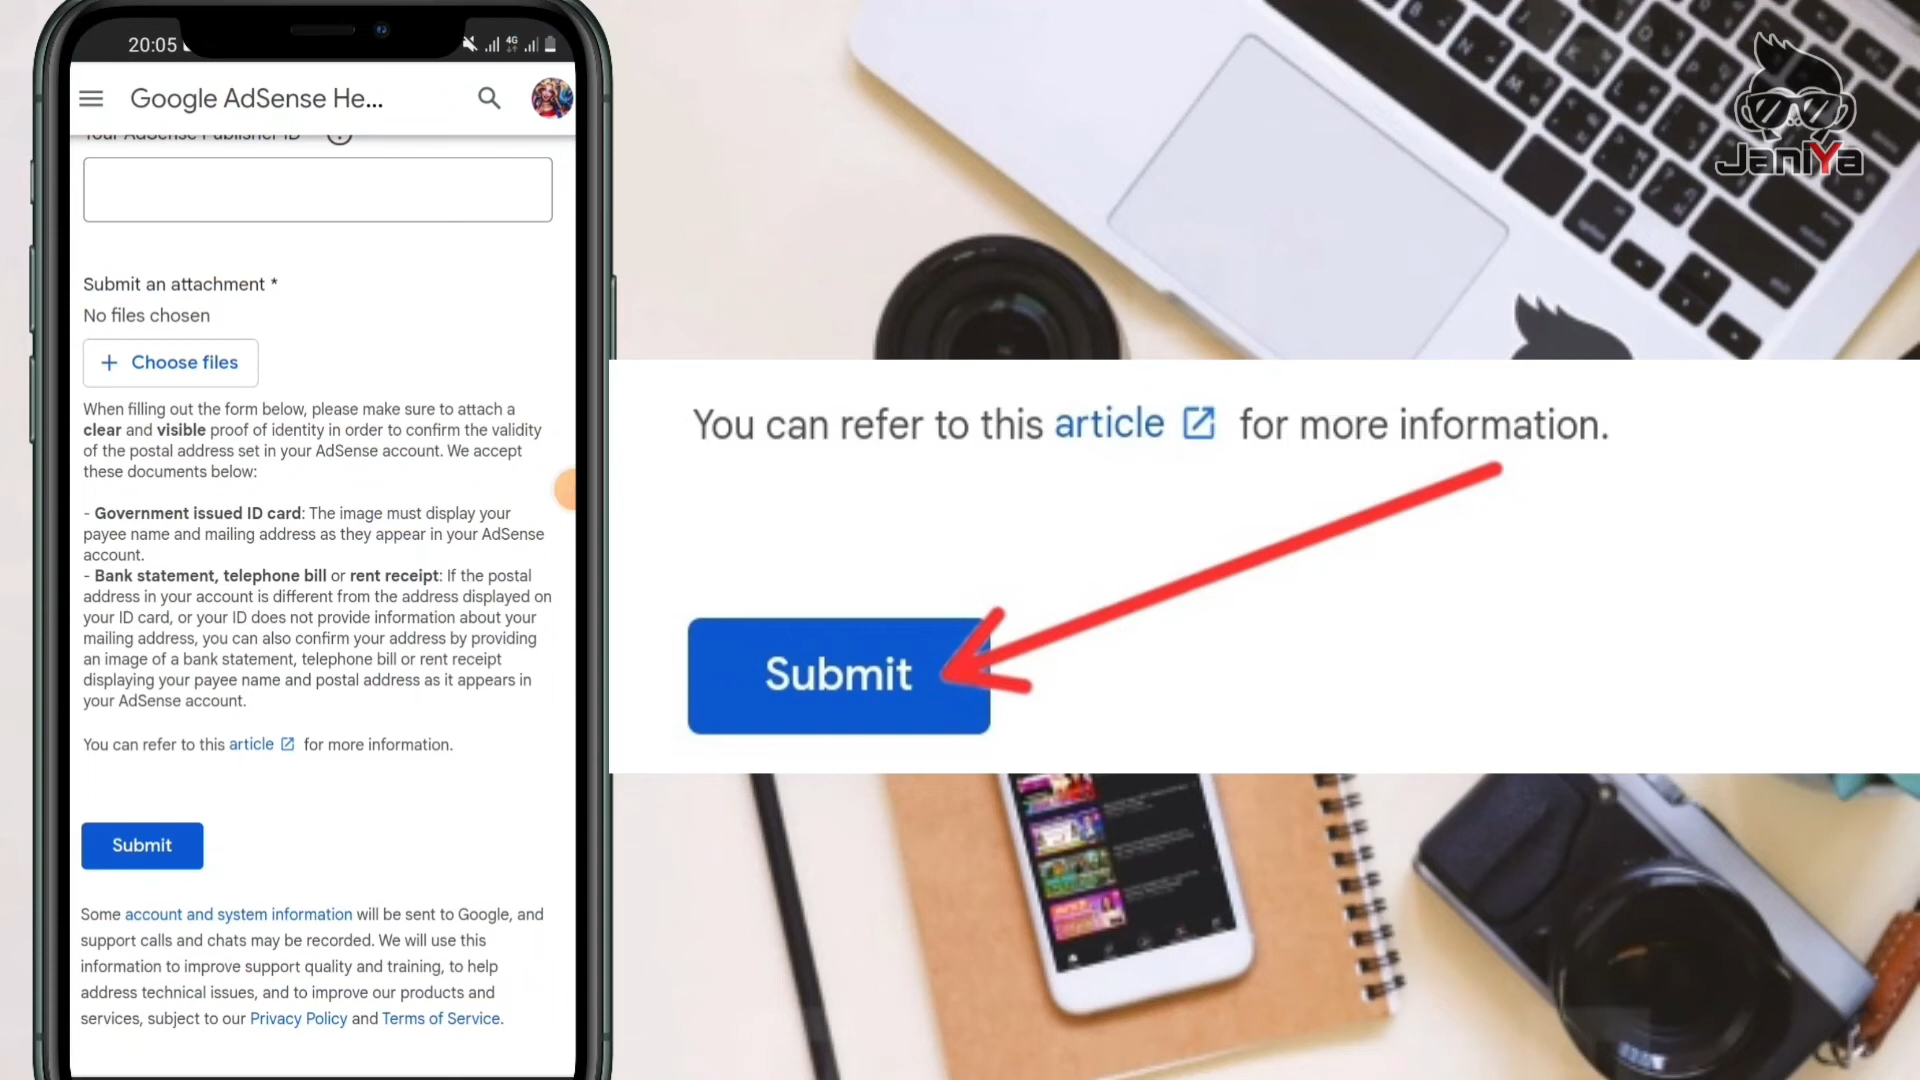 20:05
4G
Google AdSense He...
Your AdSense Publisher ID
Submit an attachment *
No files chosen
+ Choose files
When filling out the form below, please make sure to attach a
clear and visible proof of identity in order to confirm the validity
of the postal address set in your AdSense account. We accept
these documents below:
- Government issued ID card: The image must display your
payee name and mailing address as they appear in your AdSense
account.
- Bank statement, telephone bill or rent receipt: If the postal
address in your account is different from the address displayed on
your ID card, or your ID does not provide information about your
mailing address, you can also confirm your address by providing
an image of a bank statement, telephone bill or rent receipt
displaying your payee name and postal address as it appears in
your AdSense account.
You can refer to this article for more information.
Submit
Some account and system information will be sent to Google, and
support calls and chats may be recorded. We will use this
information to improve support quality and training, to help
address technical issues, and to improve our products and
services, subject to our Privacy Policy and Terms of Service.
You can refer to this article for more information.
Submit
JaniYa